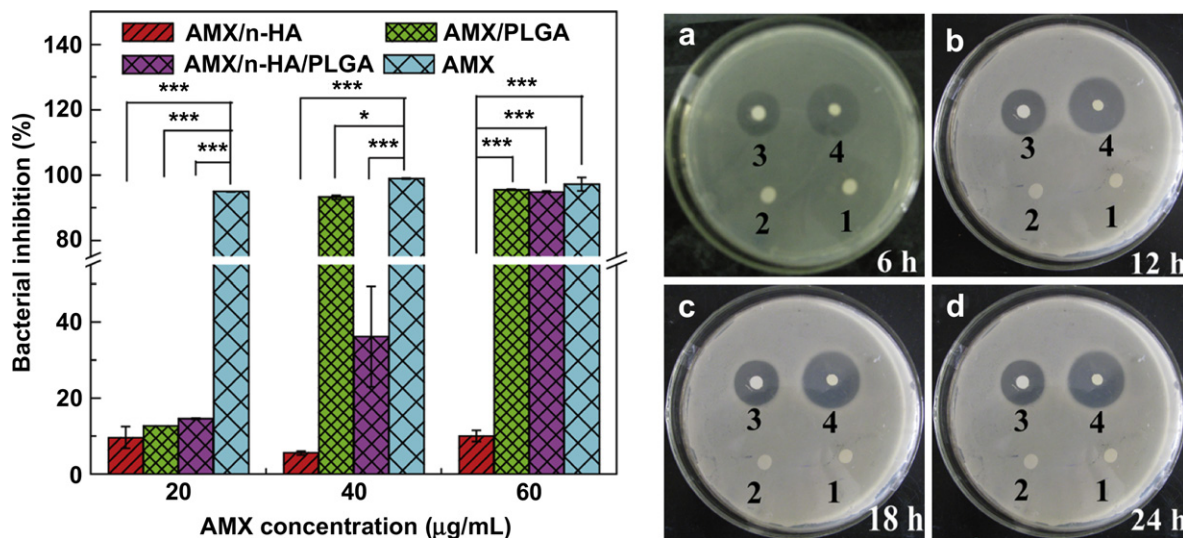 140
120
100
80
40
20
0
Bacterial inhibition (%)
AMX/n-HA
AMX/PLGA
AMX/n-HA/PLGA
AMX
***
***
***
***
*
***
***
***
***
20
40
60
AMX concentration (μg/mL)
a
3
4
2
1
6 h
b
3
4
2
1
12 h
c
3
4
2
1
18 h
d
3
4
2
1
24 h